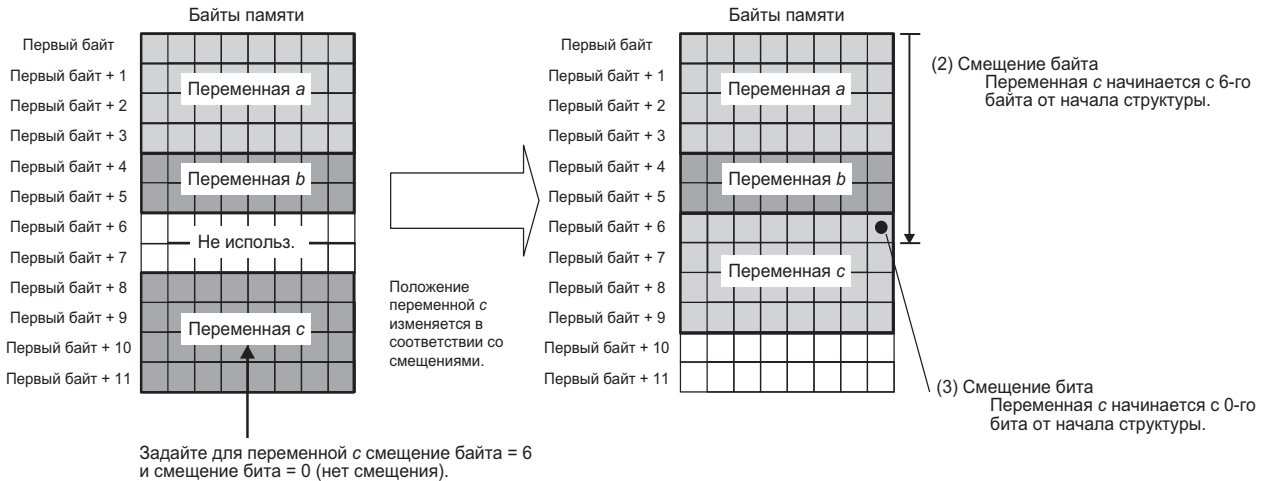 Байты памяти
Первый байт
Первый байт + 1
Первый байт + 2
Первый байт + 3
Первый байт + 4
Первый байт + 5
Первый байт + 6
Первый байт + 7
Первый байт + 8
Первый байт + 9
Первый байт + 10
Первый байт + 11
Переменная a
Переменная b
Не использ.
Переменная c
Задайте для переменной c смещение байта = 6
и смещение бита = 0 (нет смещения).
Положение
переменной c
изменяется в
соответствии со
смещениями.
Байты памяти
Первый байт
Первый байт + 1
Первый байт + 2
Первый байт + 3
Первый байт + 4
Первый байт + 5
Первый байт + 6
Первый байт + 7
Первый байт + 8
Первый байт + 9
Первый байт + 10
Первый байт + 11
Переменная a
Переменная b
Переменная c
(2) Смещение байта
Переменная c начинается с 6-го
байта от начала структуры.
(3) Смещение бита
Переменная c начинается с 0-го
бита от начала структуры.